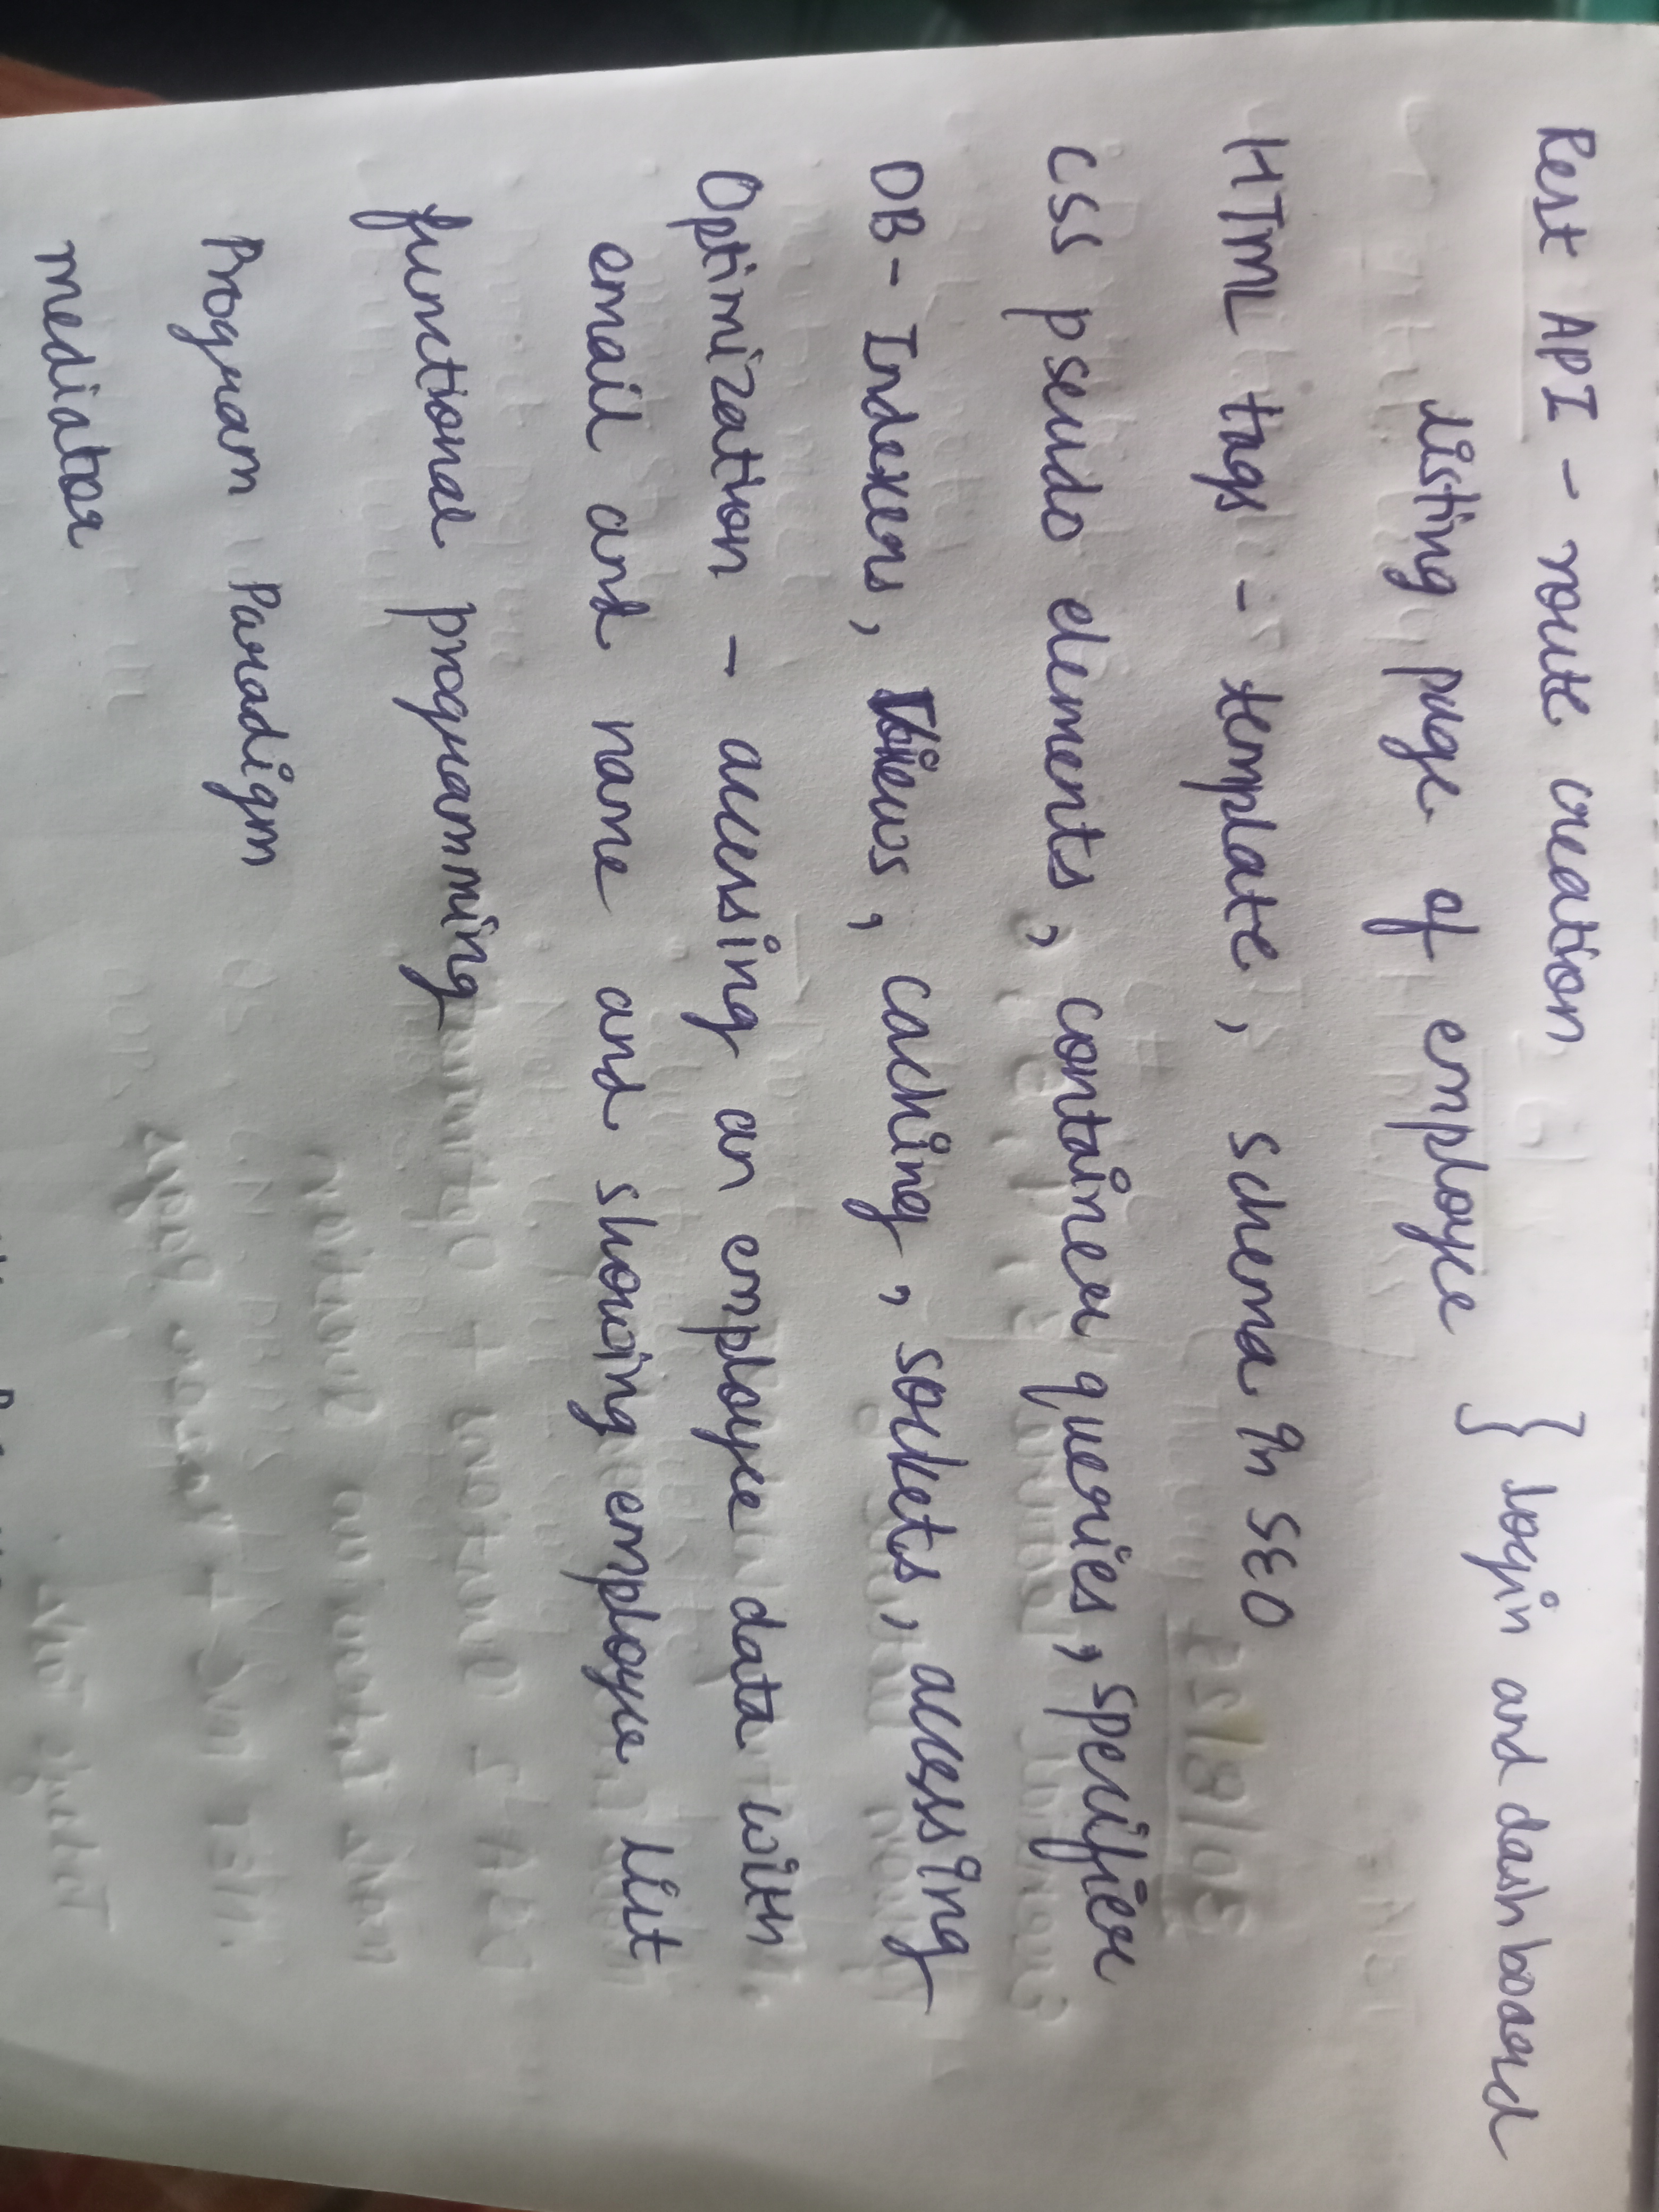 Rest API - route creation
listing page of employee } login and dashboard
HTML tags - template, schema in SEO
CSS pseudo elements, container queries, specifier
DB - Indexers, Views, caching, sockets, accessing
Optimization - accessing an employee data with
email and name and showing employee list
functional programming
Program Paradigm
mediator